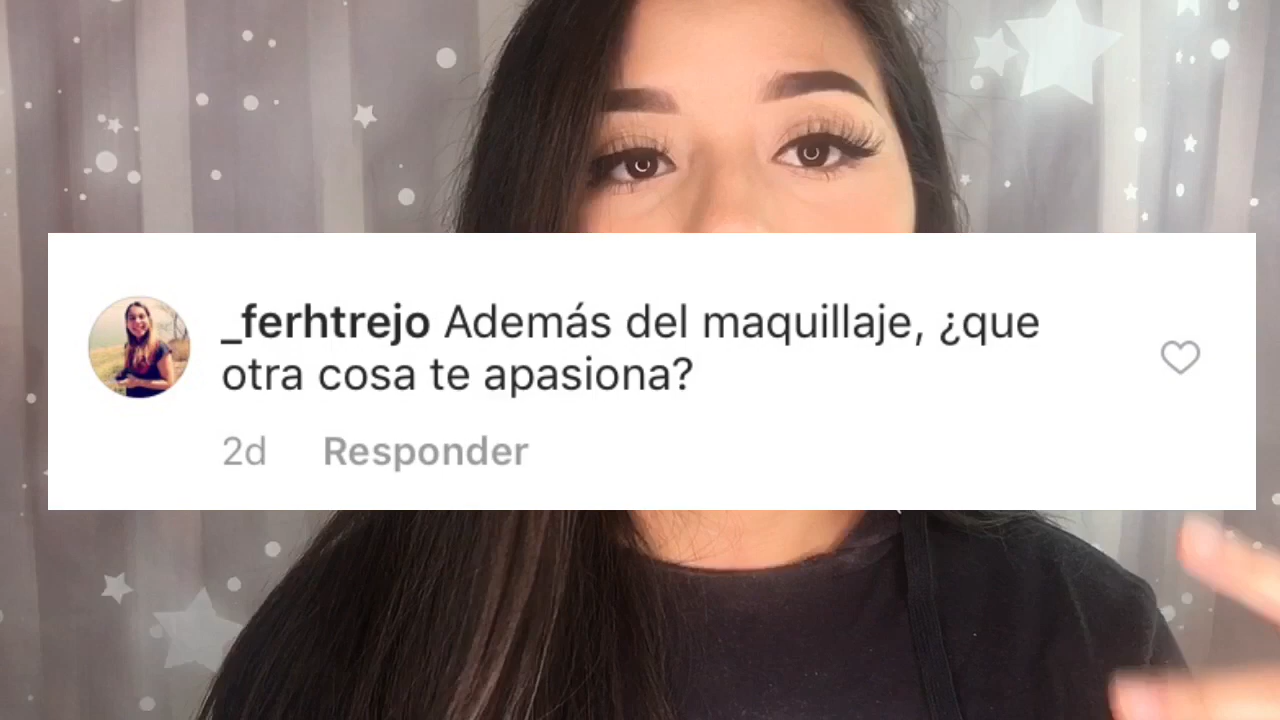 _ferhtrejo Además del maquillaje, ¿que
otra cosa te apasiona?
2d Responder